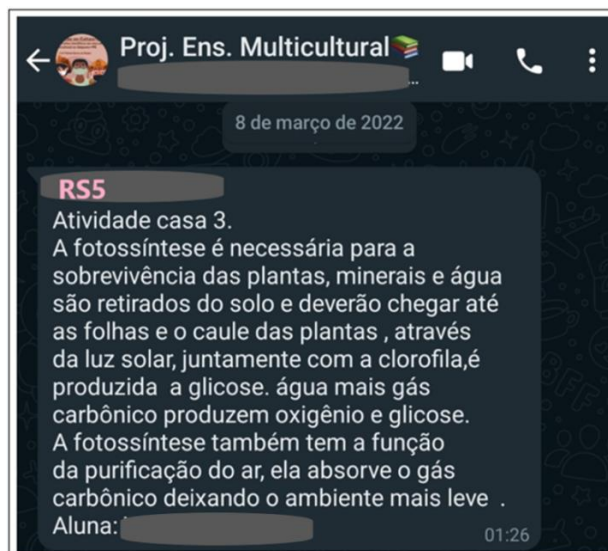 Proj. Ens. Multicultural📚
...
8 de março de 2022
RS5
Atividade casa 3.
A fotossíntese é necessária para a
sobrevivência das plantas, minerais e água
são retirados do solo e deverão chegar até
as folhas e o caule das plantas , através
da luz solar, juntamente com a clorofila,é
produzida  a glicose. água mais gás
carbônico produzem oxigênio e glicose.
A fotossíntese também tem a função
da purificação do ar, ela absorve o gás
carbônico deixando o ambiente mais leve  .
Aluna:
01:26